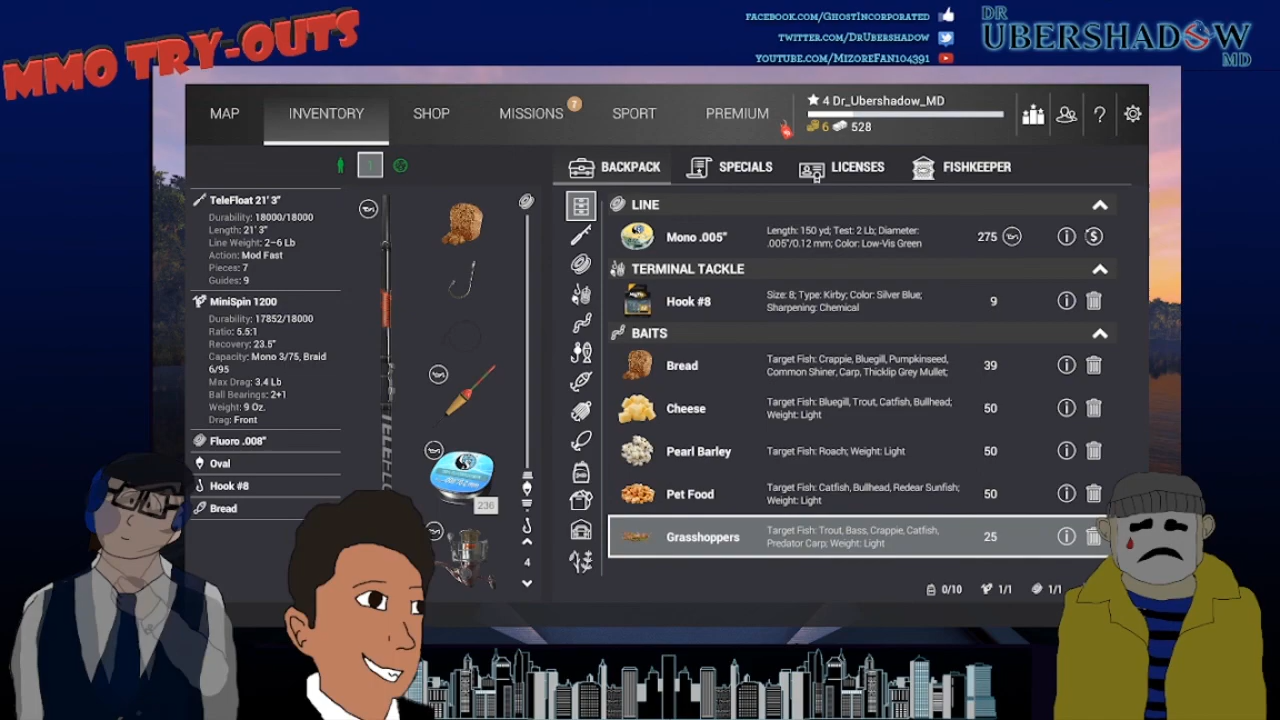 MMO TRY-OUTS
FACEBOOK.COM/GHOSTINCORPORATED
TWITTER.COM/DRUBERSHADOW
YOUTUBE.COM/MIZOREFAN104391
DR
UBERSHADOW
MD
MAP
INVENTORY
SHOP
MISSIONS
SPORT
PREMIUM
4 Dr_Ubershadow_MD
6 528
?
1
BACKPACK
SPECIALS
LICENSES
FISHKEEPER
TeleFloat 21' 3"
Durability: 18000/18000
Length: 21' 3"
Line Weight: 2-6 Lb
Action: Mod Fast
Pieces: 7
Guides: 9
MiniSpin 1200
Durability: 17852/18000
Ratio: 5.5:1
Recovery: 23.5"
Capacity: Mono 3/75, Braid
6/95
Max Drag: 3.4 Lb
Ball Bearings: 2+1
Weight: 9 Oz.
Drag: Front
Fluoro .008"
Oval
Hook #8
Bread
236
4
LINE
Mono .005"
Length: 150 yd; Test: 2 Lb; Diameter:
.005"/0.12 mm; Color: Low-Vis Green
275
TERMINAL TACKLE
Hook #8
Size: 8; Type: Kirby; Color: Silver Blue;
Sharpening: Chemical
9
BAITS
Bread
Target Fish: Crappie, Bluegill, Pumpkinseed,
Common Shiner, Carp, Thicklip Grey Mullet;
39
Cheese
Target Fish: Bluegill, Trout, Catfish, Bullhead;
Weight: Light
50
Pearl Barley
Target Fish: Roach; Weight: Light
50
Pet Food
Target Fish: Catfish, Bullhead, Redear Sunfish;
Weight: Light
50
Grasshoppers
Target Fish: Trout, Bass, Crappie, Catfish,
Predator Carp; Weight: Light
25
0/10 1/1 1/1